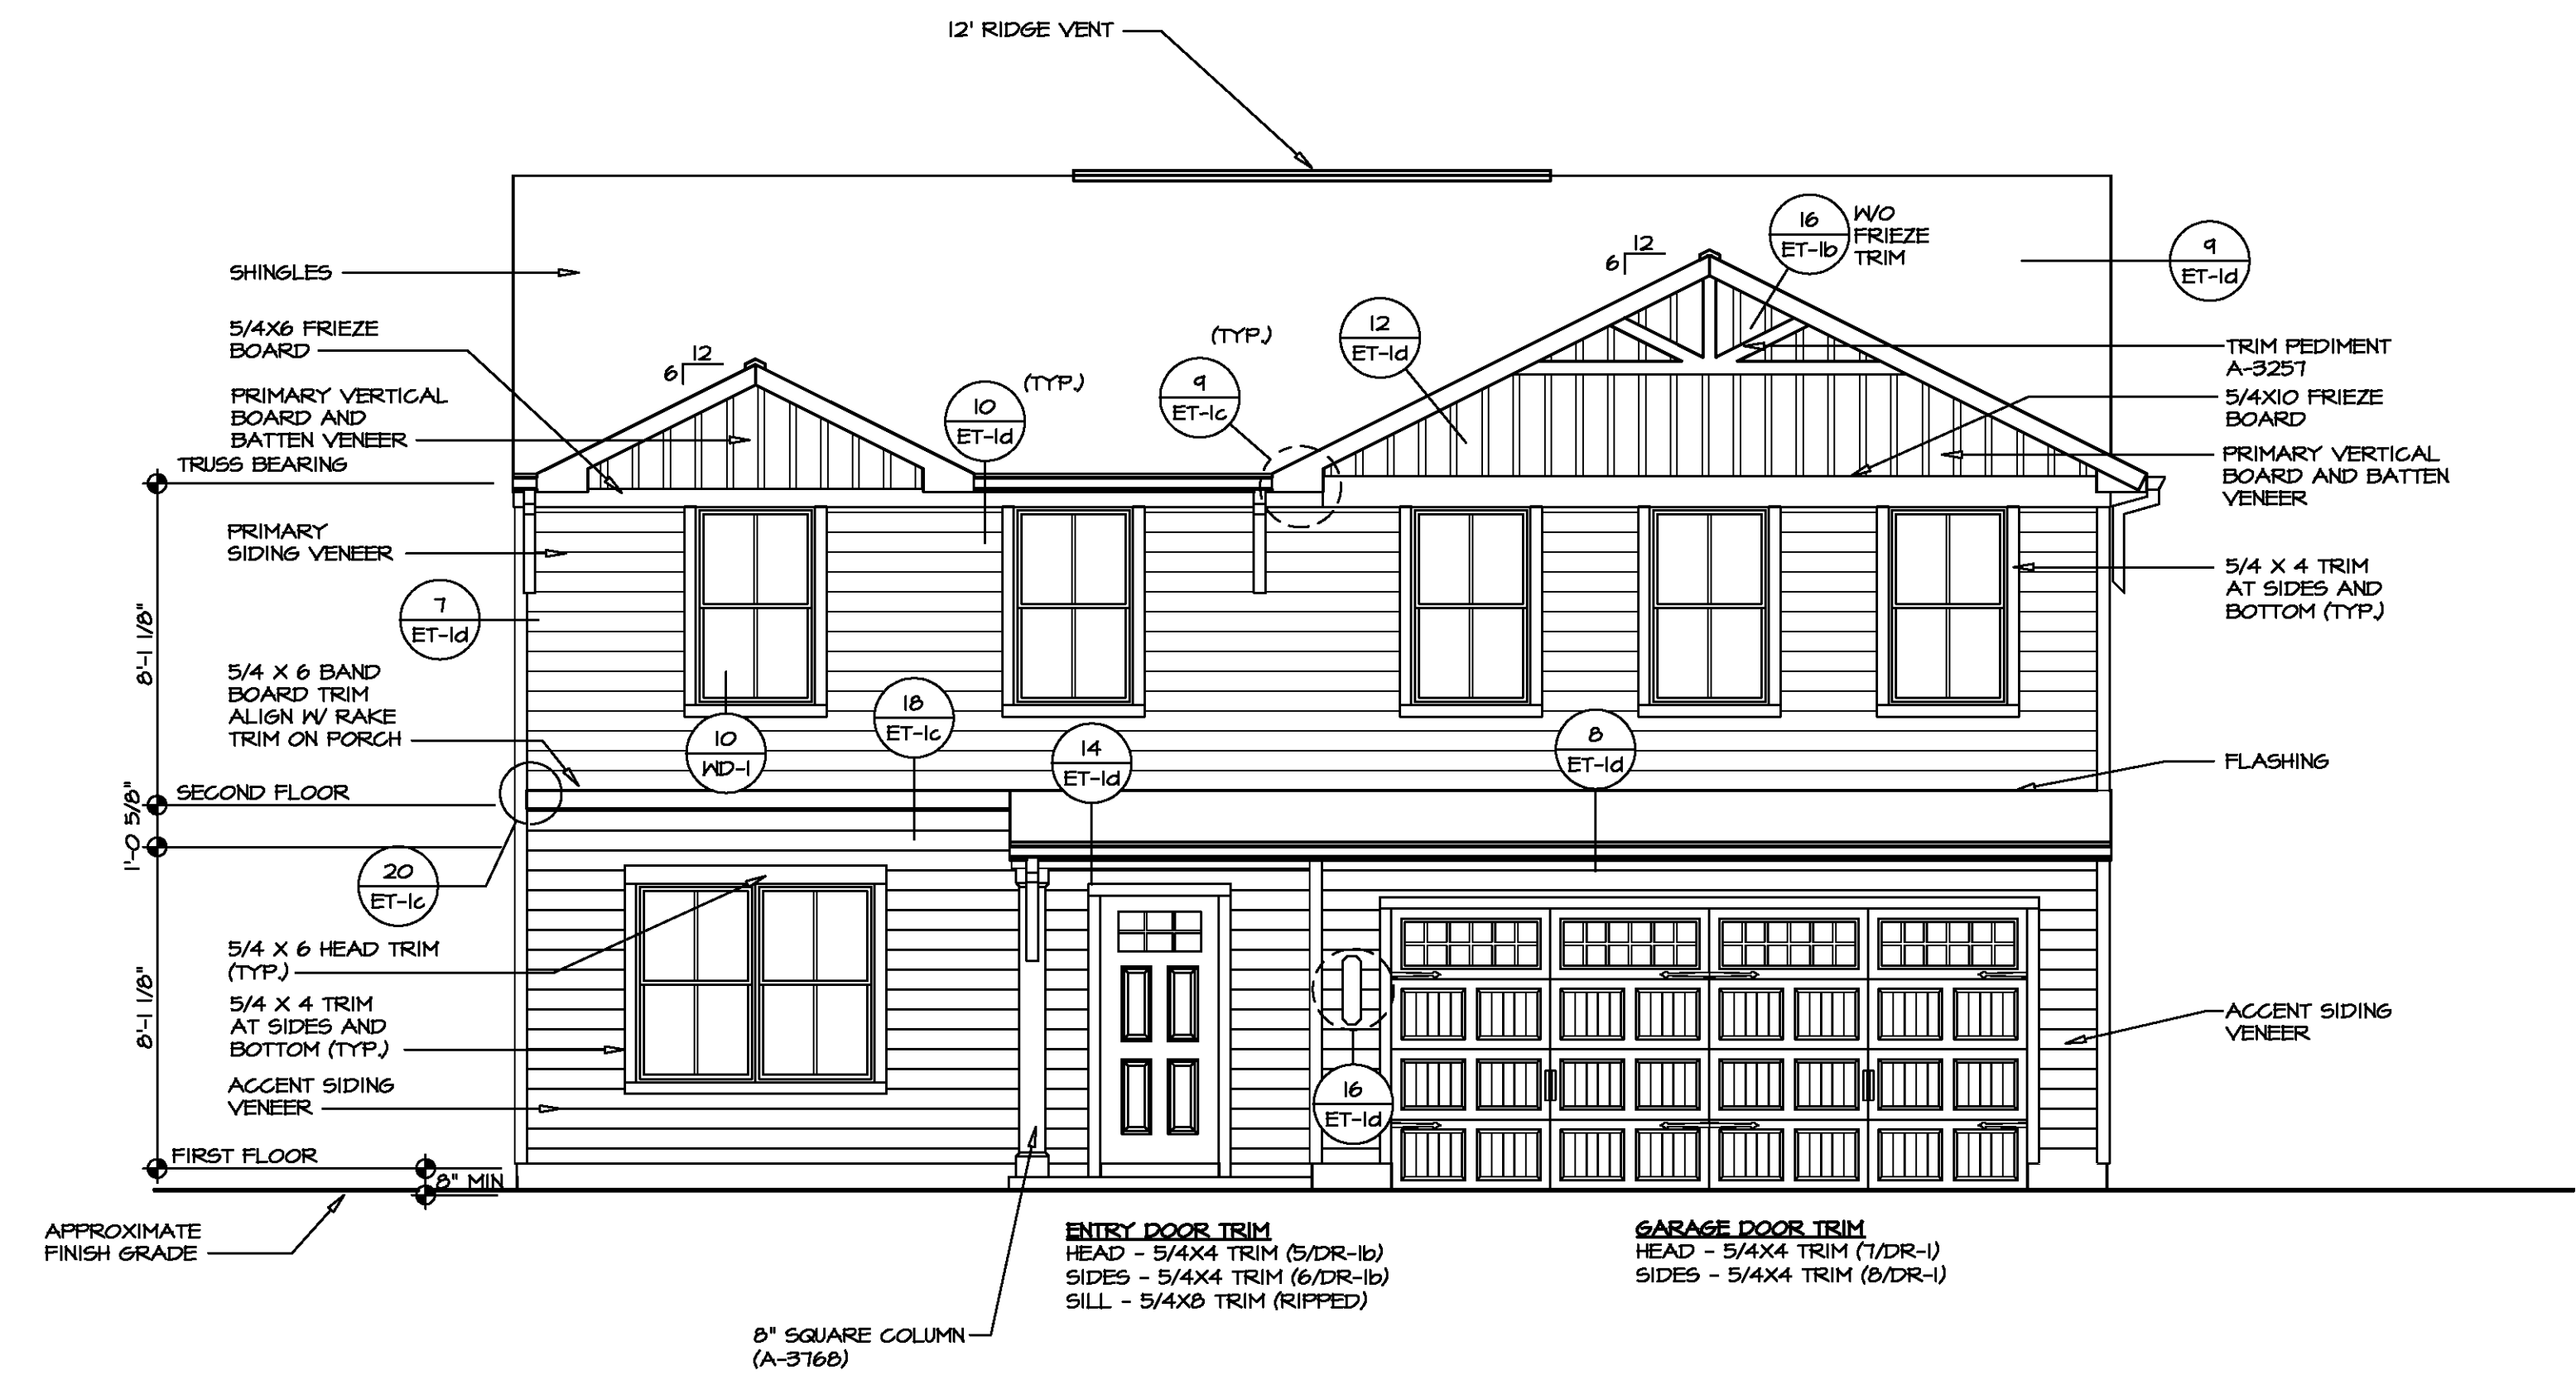 12' RIDGE VENT
SHINGLES
5/4X6 FRIEZE
BOARD
PRIMARY VERTICAL
BOARD AND
BATTEN VENEER
TRUSS BEARING
PRIMARY
SIDING VENEER
7
ET-1d
8'-1 1/8"
5/4 X 6 BAND
BOARD TRIM
ALIGN W/ RAKE
TRIM ON PORCH
SECOND FLOOR
1'-0 5/8"
20
ET-1c
5/4 X 6 HEAD TRIM
(TYP.)
5/4 X 4 TRIM
AT SIDES AND
BOTTOM (TYP.)
8'-1 1/8"
ACCENT SIDING
VENEER
FIRST FLOOR
8" MIN
APPROXIMATE
FINISH GRADE
6
12
10
ET-1d
(TYP.)
(TYP.)
9
ET-1c
12
ET-1d
6
12
16
ET-1b
W/O
FRIEZE
TRIM
9
ET-1d
10
WD-1
18
ET-1c
14
ET-1d
8
ET-1d
16
ET-1d
TRIM PEDIMENT
A-3257
5/4X10 FRIEZE
BOARD
PRIMARY VERTICAL
BOARD AND BATTEN
VENEER
5/4 X 4 TRIM
AT SIDES AND
BOTTOM (TYP.)
FLASHING
ACCENT SIDING
VENEER
ENTRY DOOR TRIM
HEAD - 5/4X4 TRIM (5/DR-1b)
SIDES - 5/4X4 TRIM (6/DR-1b)
SILL - 5/4X8 TRIM (RIPPED)
GARAGE DOOR TRIM
HEAD - 5/4X4 TRIM (7/DR-1)
SIDES - 5/4X4 TRIM (8/DR-1)
8" SQUARE COLUMN
(A-3768)